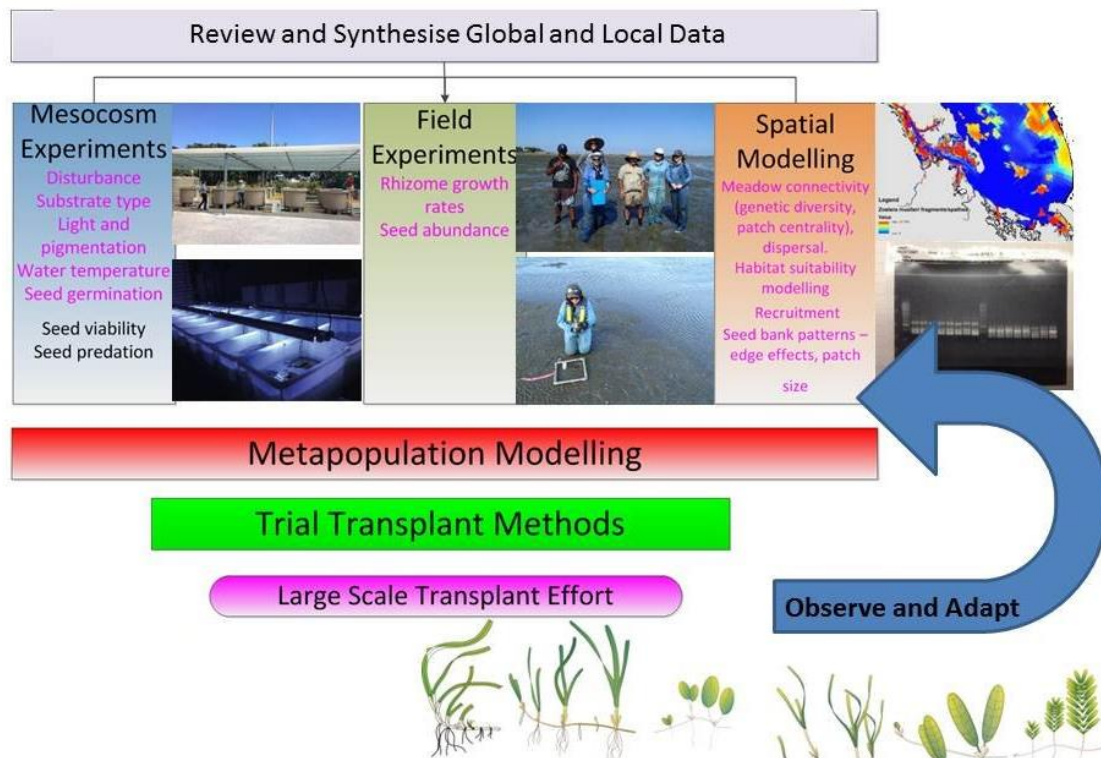 Review and Synthesise Global and Local Data
Mesocosm
Experiments
Disturbance
Substrate type
Light and
pigmentation
Water temperature
Seed germination
Seed viability
Seed predation
Field
Experiments
Rhizome growth
rates
Seed abundance
Spatial
Modelling
Meadow connectivity
(genetic diversity,
patch centrality),
dispersal.
Habitat suitability
modelling
Recruitment
Seed bank patterns –
edge effects, patch
size
Legend
Value
Metapopulation Modelling
Trial Transplant Methods
Large Scale Transplant Effort
Observe and Adapt